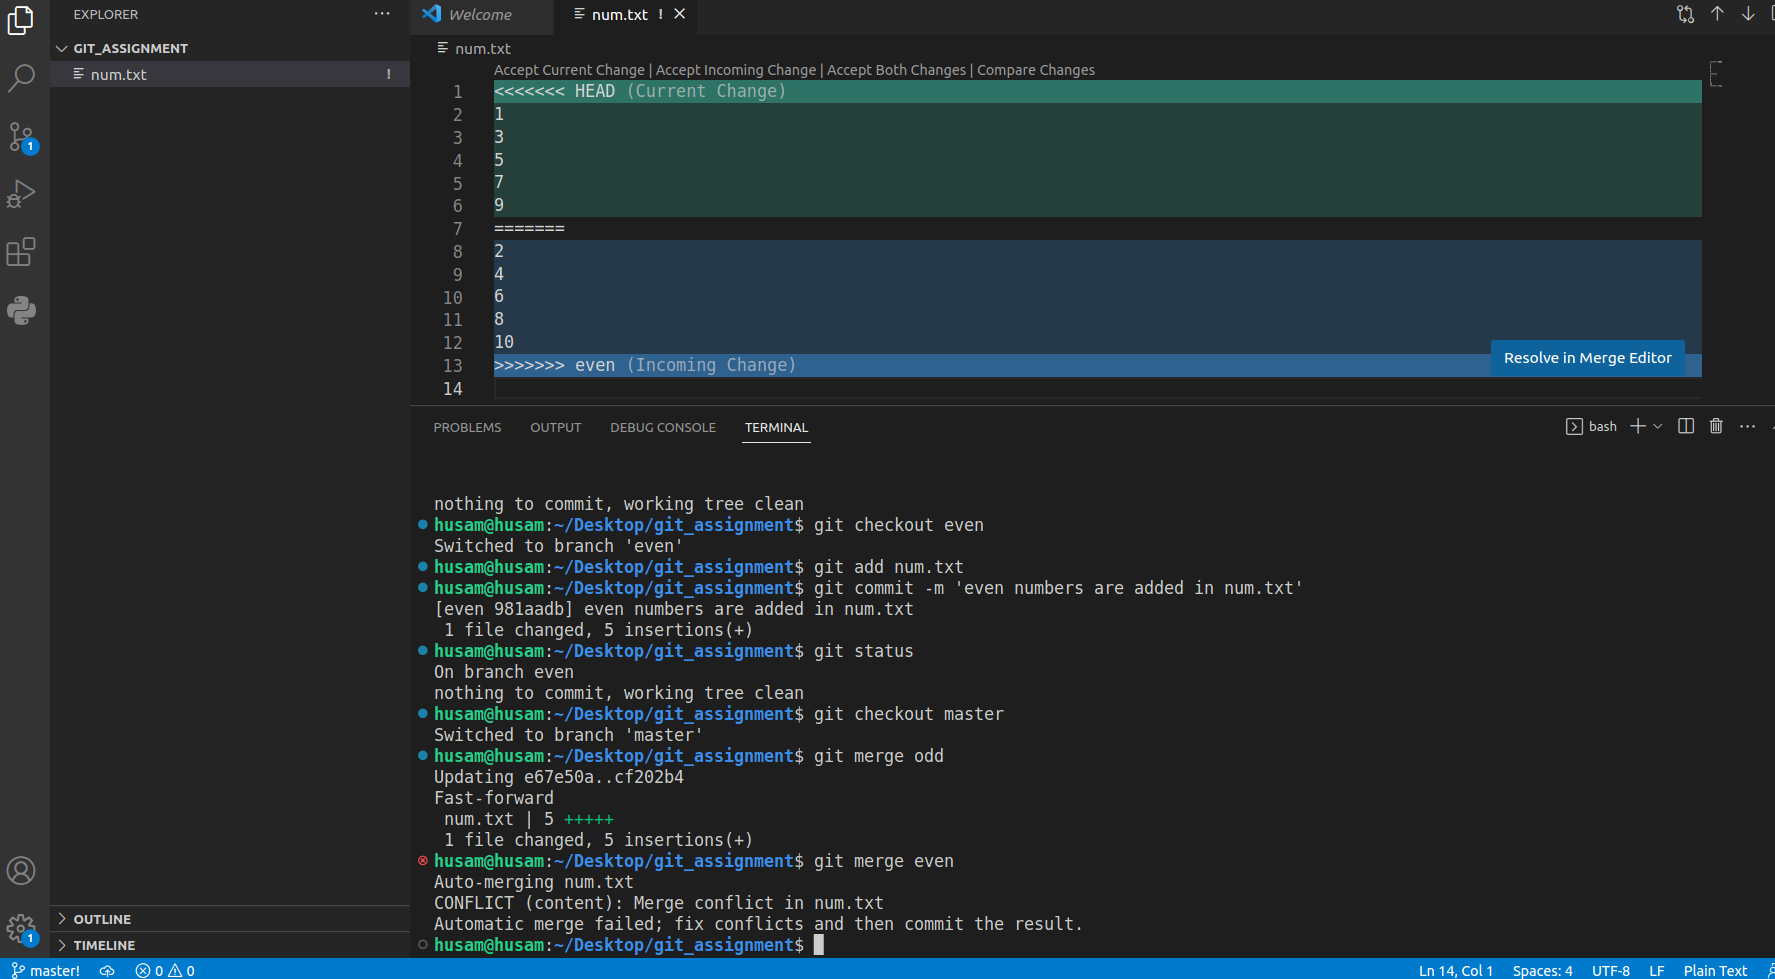 EXPLORER
GIT_ASSIGNMENT
num.txt !
1
1
OUTLINE
TIMELINE
Welcome
num.txt !
num.txt
Accept Current Change | Accept Incoming Change | Accept Both Changes | Compare Changes
1 <<<<<<< HEAD (Current Change)
2 1
3 3
4 5
5 7
6 9
7 =======
8 2
9 4
10 6
11 8
12 10
13 >>>>>>> even (Incoming Change)
14
Resolve in Merge Editor
PROBLEMS OUTPUT DEBUG CONSOLE TERMINAL
bash
nothing to commit, working tree clean
husam@husam:~/Desktop/git_assignment$ git checkout even
Switched to branch 'even'
husam@husam:~/Desktop/git_assignment$ git add num.txt
husam@husam:~/Desktop/git_assignment$ git commit -m 'even numbers are added in num.txt'
[even 981aadb] even numbers are added in num.txt
1 file changed, 5 insertions(+)
husam@husam:~/Desktop/git_assignment$ git status
On branch even
nothing to commit, working tree clean
husam@husam:~/Desktop/git_assignment$ git checkout master
Switched to branch 'master'
husam@husam:~/Desktop/git_assignment$ git merge odd
Updating e67e50a..cf202b4
Fast-forward
num.txt | 5 +++++
1 file changed, 5 insertions(+)
husam@husam:~/Desktop/git_assignment$ git merge even
Auto-merging num.txt
CONFLICT (content): Merge conflict in num.txt
Automatic merge failed; fix conflicts and then commit the result.
husam@husam:~/Desktop/git_assignment$
master! 0 0 Ln 14, Col 1 Spaces: 4 UTF-8 LF Plain Text